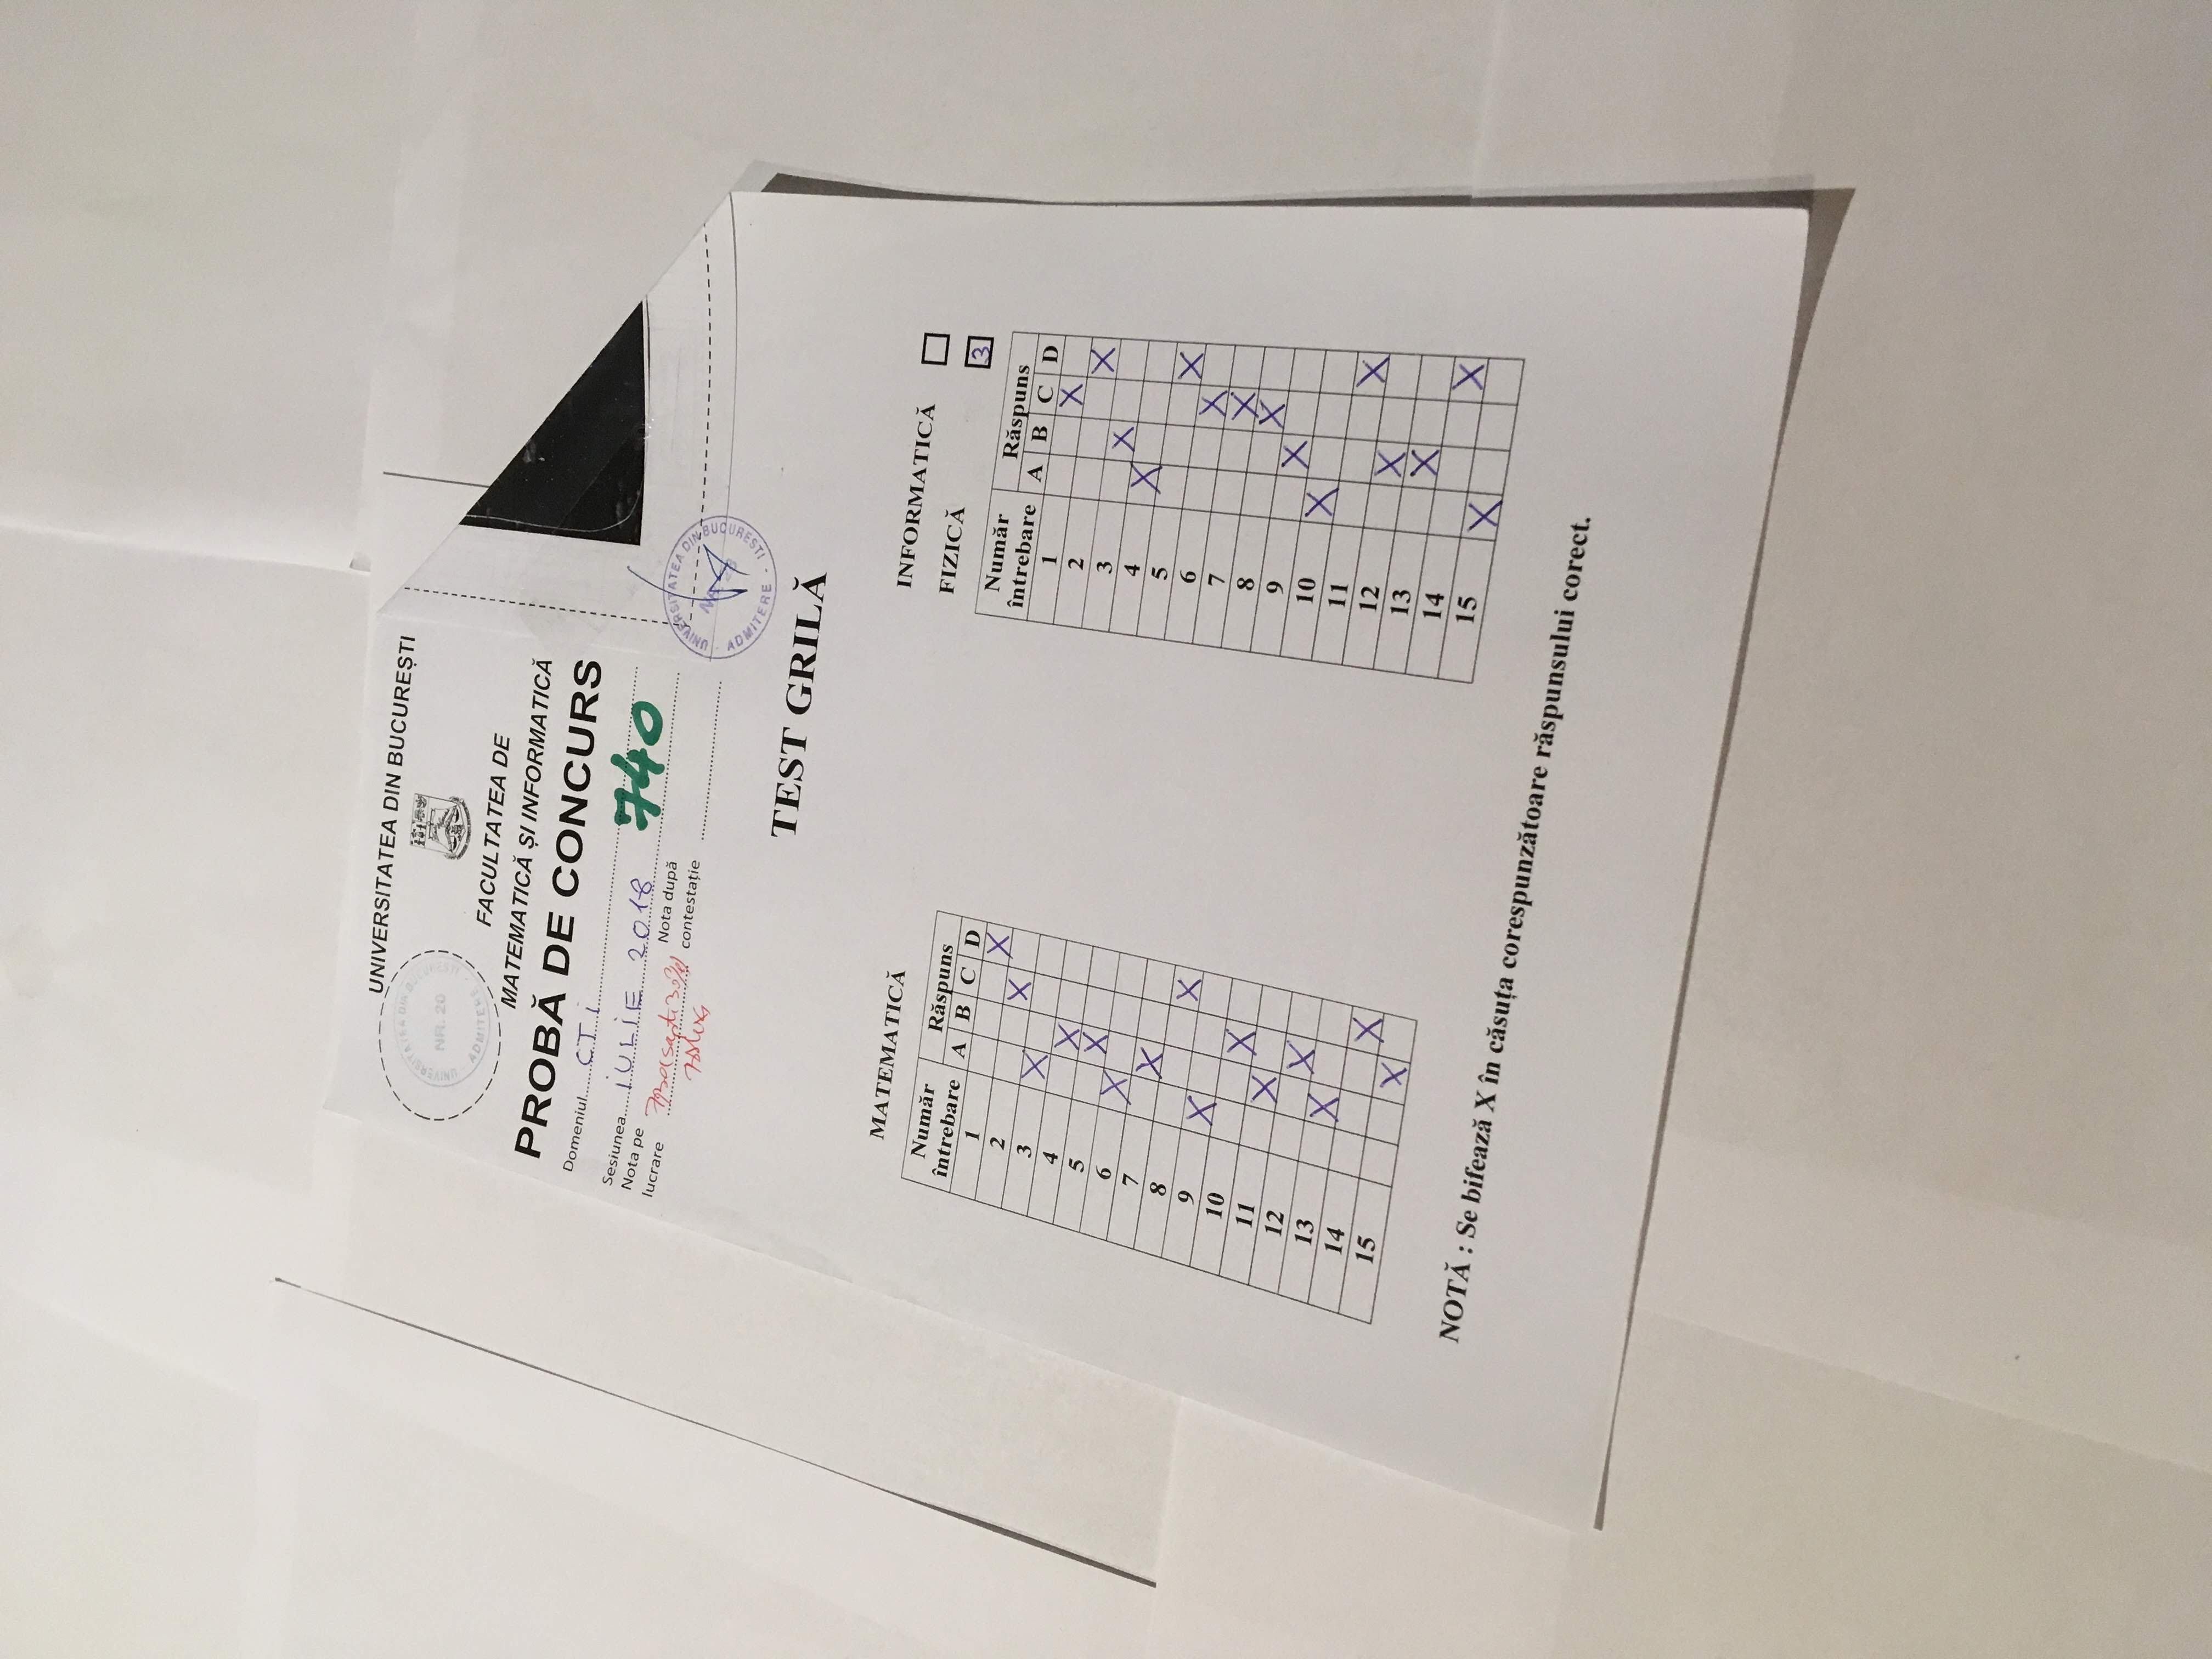 UNIVERSITATEA DIN BUCUREȘTI
UNIVERSITATEA DIN BUCUREȘTI
NR. 20
ADMITERE
FACULTATEA DE
MATEMATICĂ ȘI INFORMATICĂ
PROBĂ DE CONCURS
Domeniul CTi
Sesiunea iULiE 2018
740
Nota pe
lucrare
Nota după
contestație
UNIVERSITATEA DIN BUCUREȘTI
ADMITERE
TEST GRILĂ
MATEMATICĂ
Număr întrebare Răspuns
A B C D
1 X
2 X
3 X
4 X
5 X
6 X
7 X
8 X
9 X
10 X
11 X
12 X
13 X
14 X
15 X
INFORMATICĂ
FIZICĂ 3
Număr întrebare Răspuns
A B C D
1 X
2 X
3 X
4 X
5 X
6 X
7 X
8 X
9 X
10 X
11 X
12 X
13 X
14 X
15 X
NOTĂ : Se bifează X în căsuța corespunzătoare răspunsului corect.